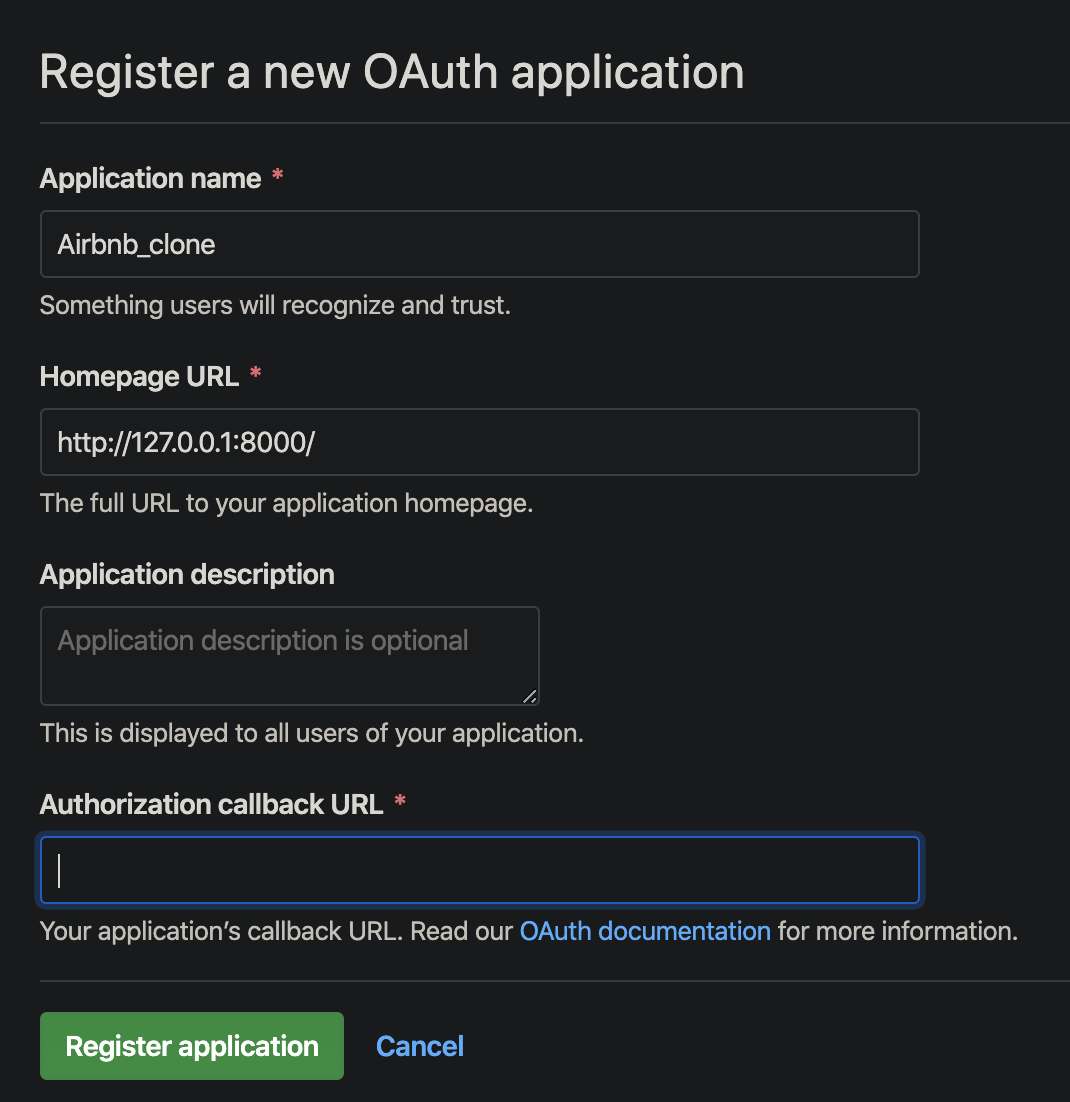 Register a new OAuth application
Application name *
Airbnb_clone
Something users will recognize and trust.
Homepage URL *
http://127.0.0.1:8000/
The full URL to your application homepage.
Application description
Application description is optional
This is displayed to all users of your application.
Authorization callback URL *
Your application’s callback URL. Read our OAuth documentation for more information.
Register application Cancel